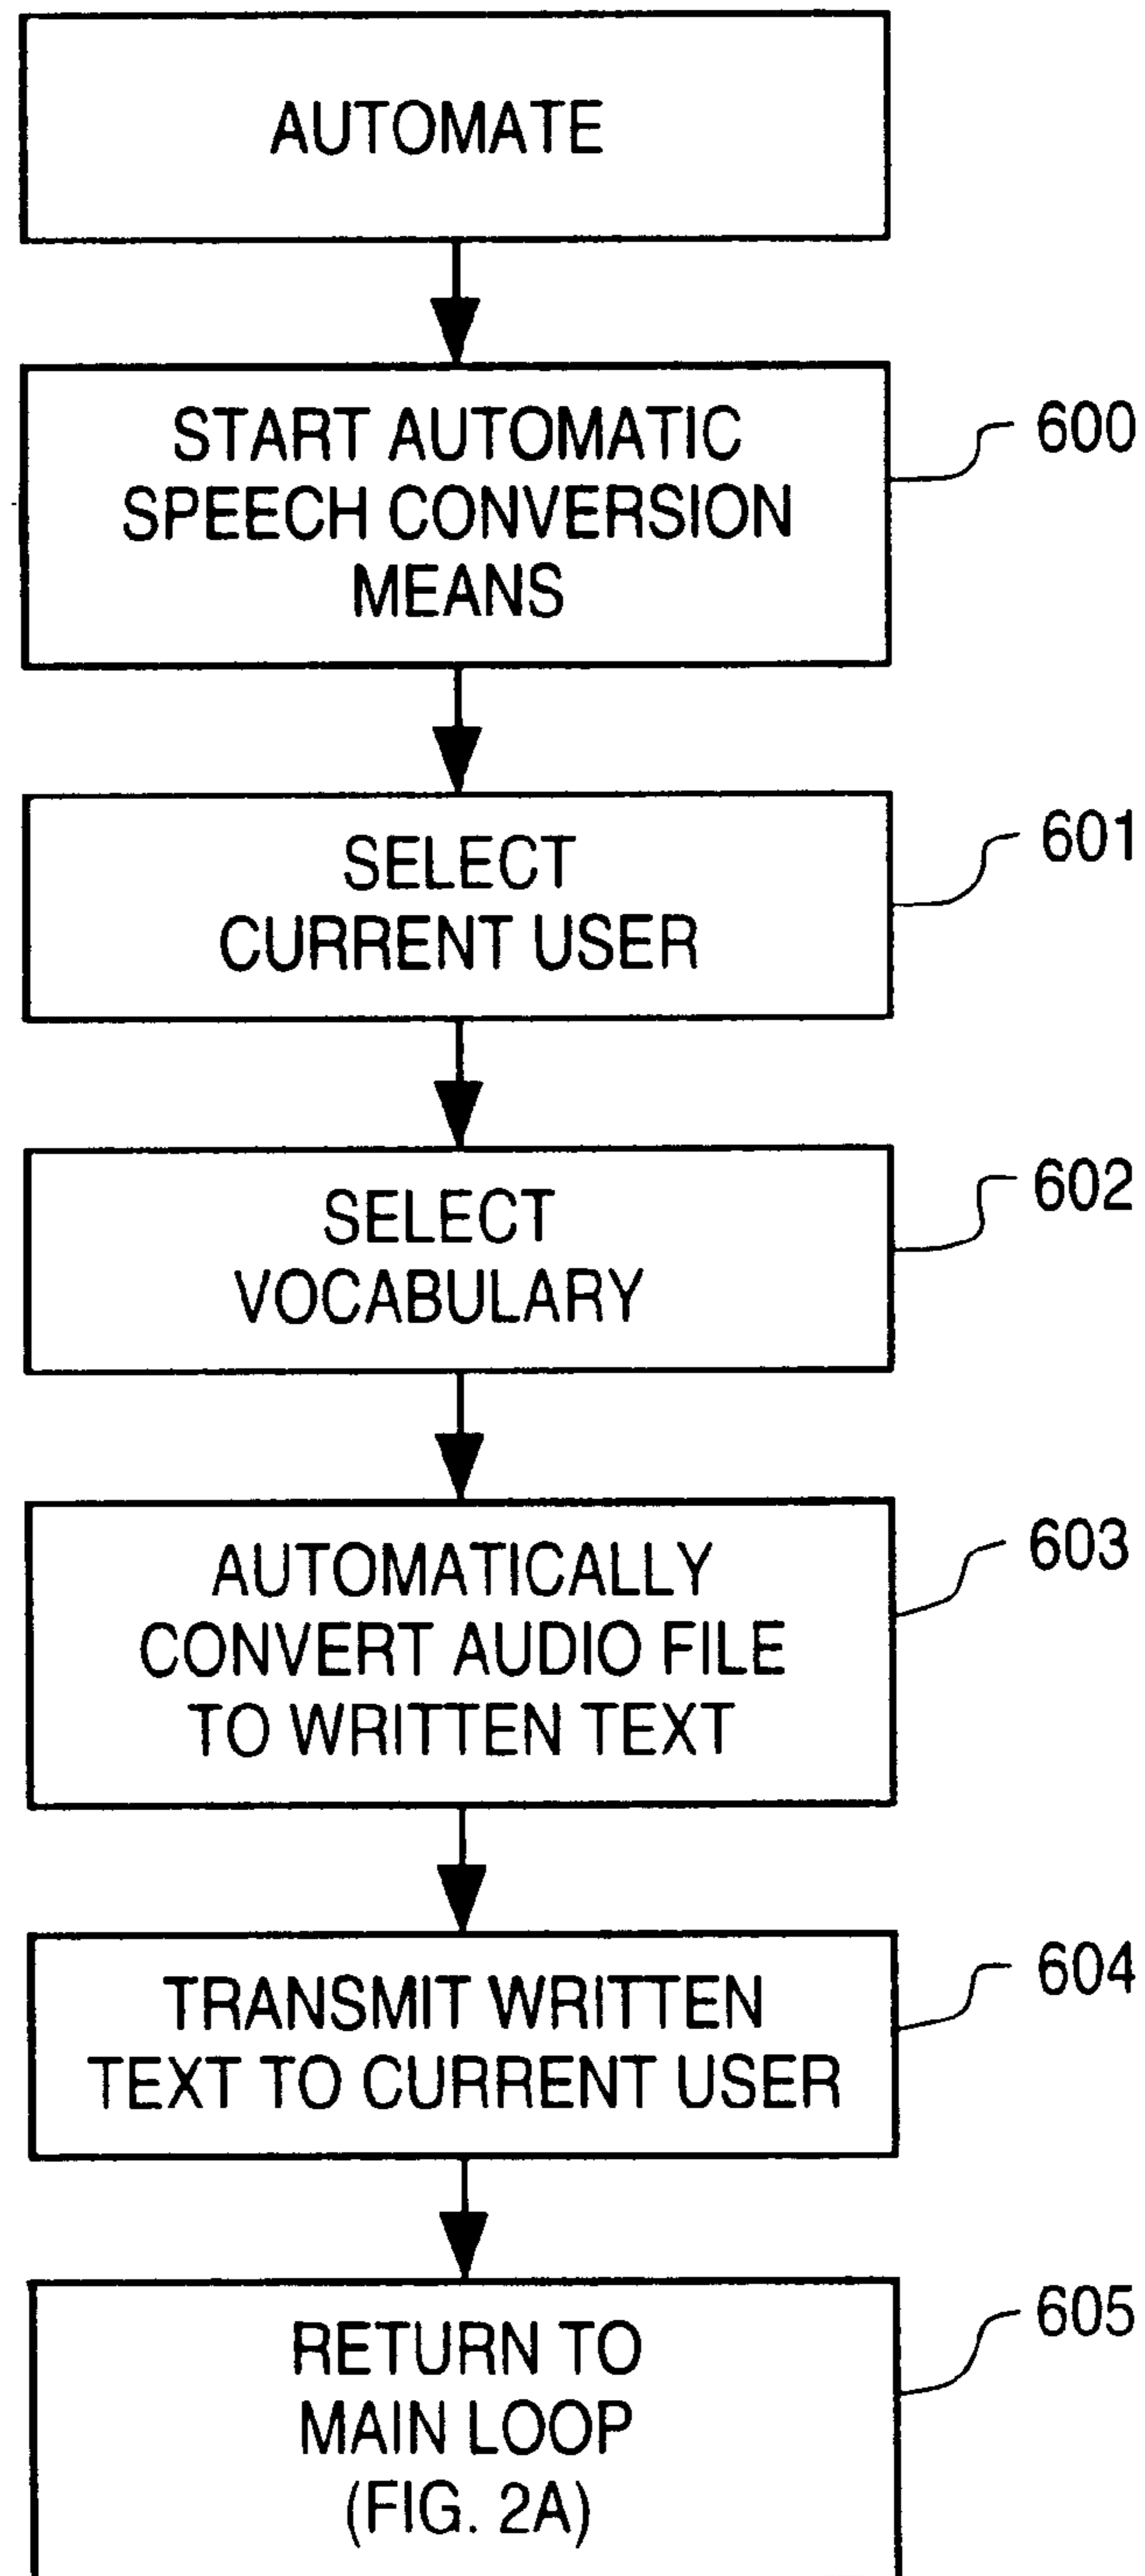 AUTOMATE
START AUTOMATIC
SPEECH CONVERSION
MEANS
600
SELECT
CURRENT USER
601
SELECT
VOCABULARY
602
AUTOMATICALLY
CONVERT AUDIO FILE
TO WRITTEN TEXT
603
TRANSMIT WRITTEN
TEXT TO CURRENT USER
604
RETURN TO
MAIN LOOP
(FIG. 2A)
605